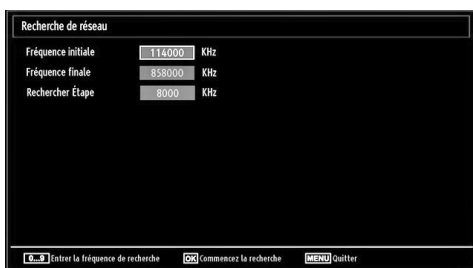 Recherche de réseau
Fréquence initiale 114000 KHz
Fréquence finale 858000 KHz
Rechercher Étape 8000 KHz
0...9 Entrer la fréquence de recherche OK Commencez la recherche MENU Quitter